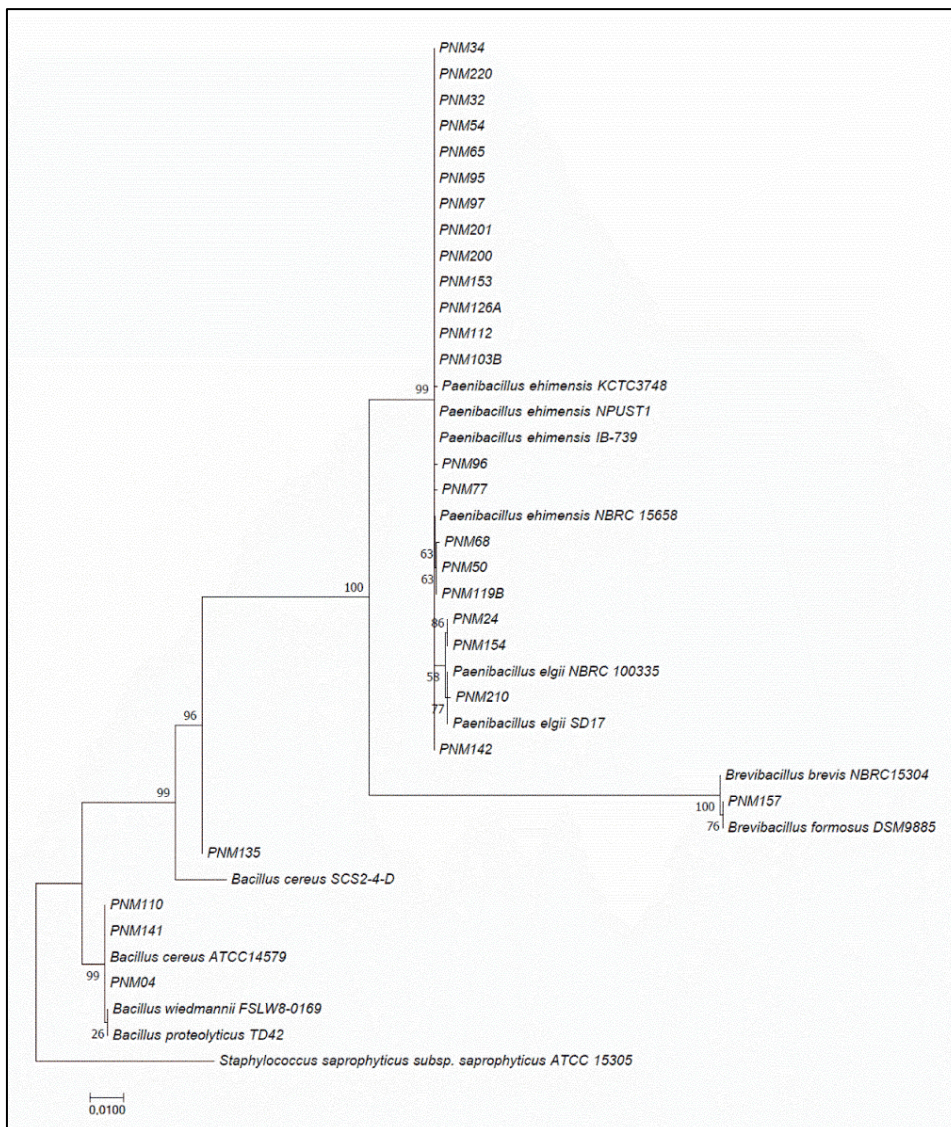 PNM34
PNM220
PNM32
PNM54
PNM65
PNM95
PNM97
PNM201
PNM200
PNM153
PNM126A
PNM112
PNM103B
99
Paenibacillus ehimensis KCTC3748
Paenibacillus ehimensis NPUST1
Paenibacillus ehimensis IB-739
PNM96
PNM77
Paenibacillus ehimensis NBRC 15658
PNM68
63
PNM50
63
PNM119B
100
PNM24
86
PNM154
Paenibacillus elgii NBRC 100335
58
PNM210
77
Paenibacillus elgii SD17
96
PNM142
Brevibacillus brevis NBRC15304
99
100
PNM157
76
Brevibacillus formosus DSM9885
PNM135
Bacillus cereus SCS2-4-D
PNM110
PNM141
Bacillus cereus ATCC14579
99
PNM04
Bacillus wiedmannii FSLW8-0169
26
Bacillus proteolyticus TD42
Staphylococcus saprophyticus subsp. saprophyticus ATCC 15305
0,0100